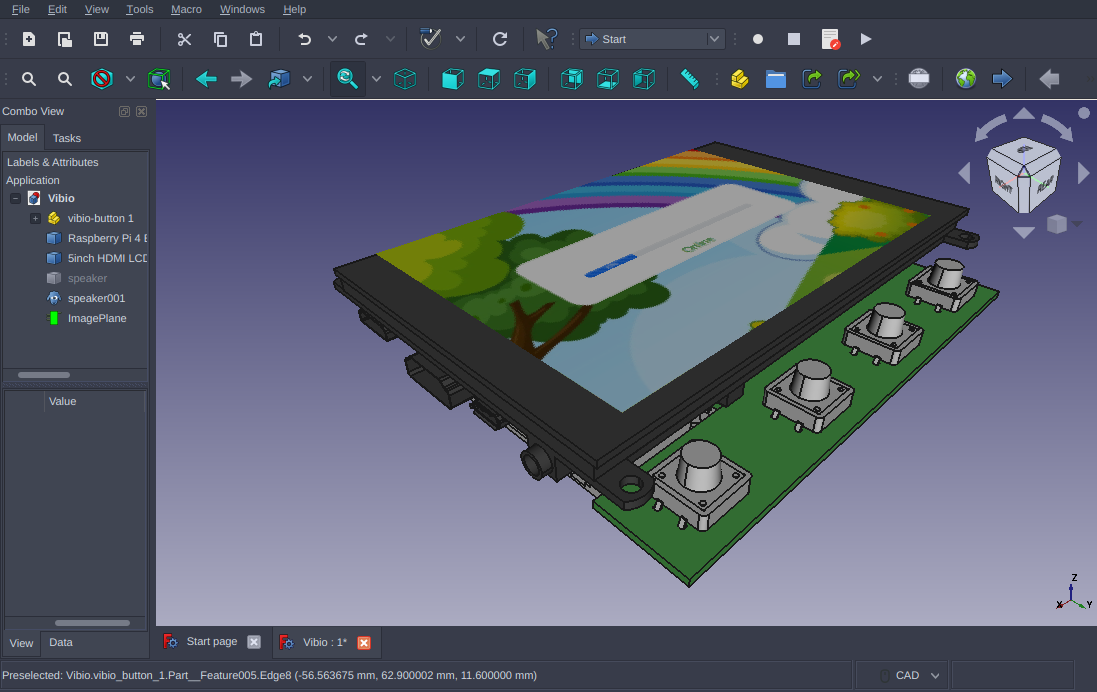 File Edit View Tools Macro Windows Help
Start
Combo View
Model Tasks
Labels & Attributes
Application
Vibio
vibio-button 1
Raspberry Pi 4 B
5inch HDMI LCD
speaker
speaker001
ImagePlane
Value
View Data
Online
RIGHT REAR
Z
X Y
Start page
Vibio : 1*
Preselected: Vibio.vibio_button_1.Part__Feature005.Edge8 (-56.563675 mm, 62.900002 mm, 11.600000 mm)
CAD